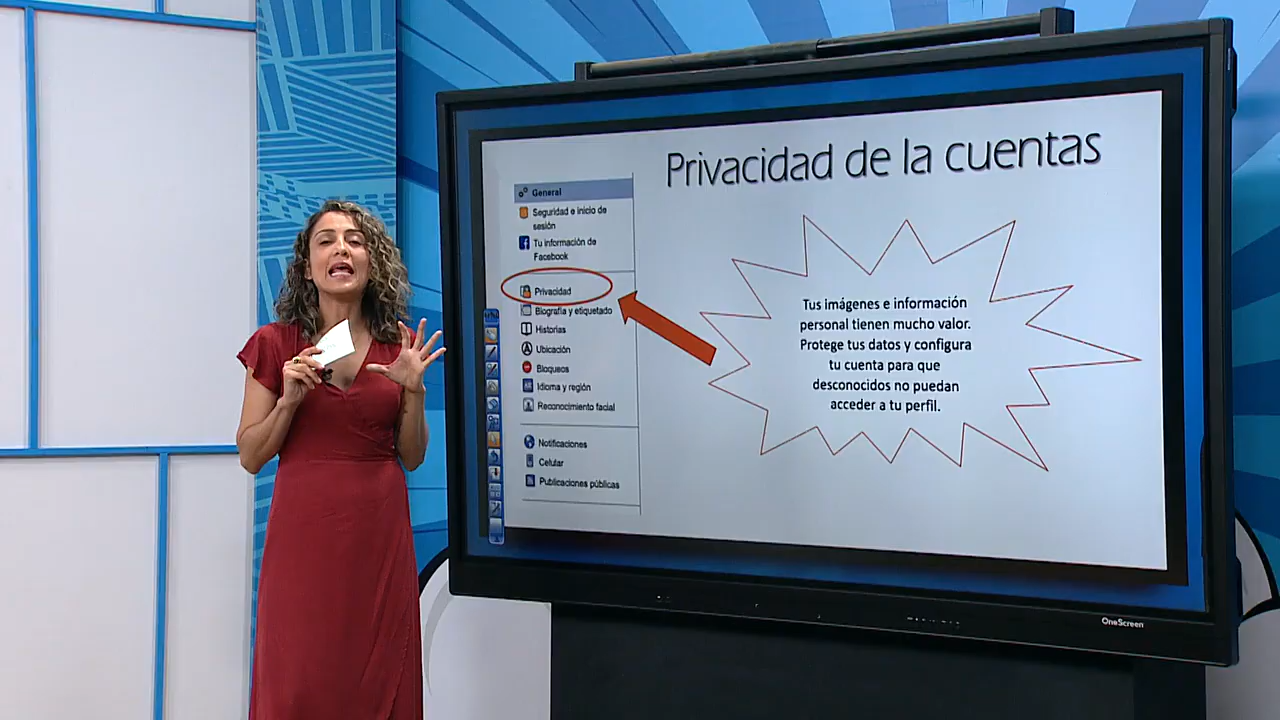 Privacidad de la cuentas
General
Seguridad e inicio de
sesión
Tu información de
Facebook
Privacidad
Biografía y etiquetado
Historias
Ubicación
Bloqueos
Idioma y región
Reconocimiento facial
Notificaciones
Celular
Publicaciones públicas
Tus imágenes e información
personal tienen mucho valor.
Protege tus datos y configura
tu cuenta para que
desconocidos no puedan
acceder a tu perfil.
OneScreen